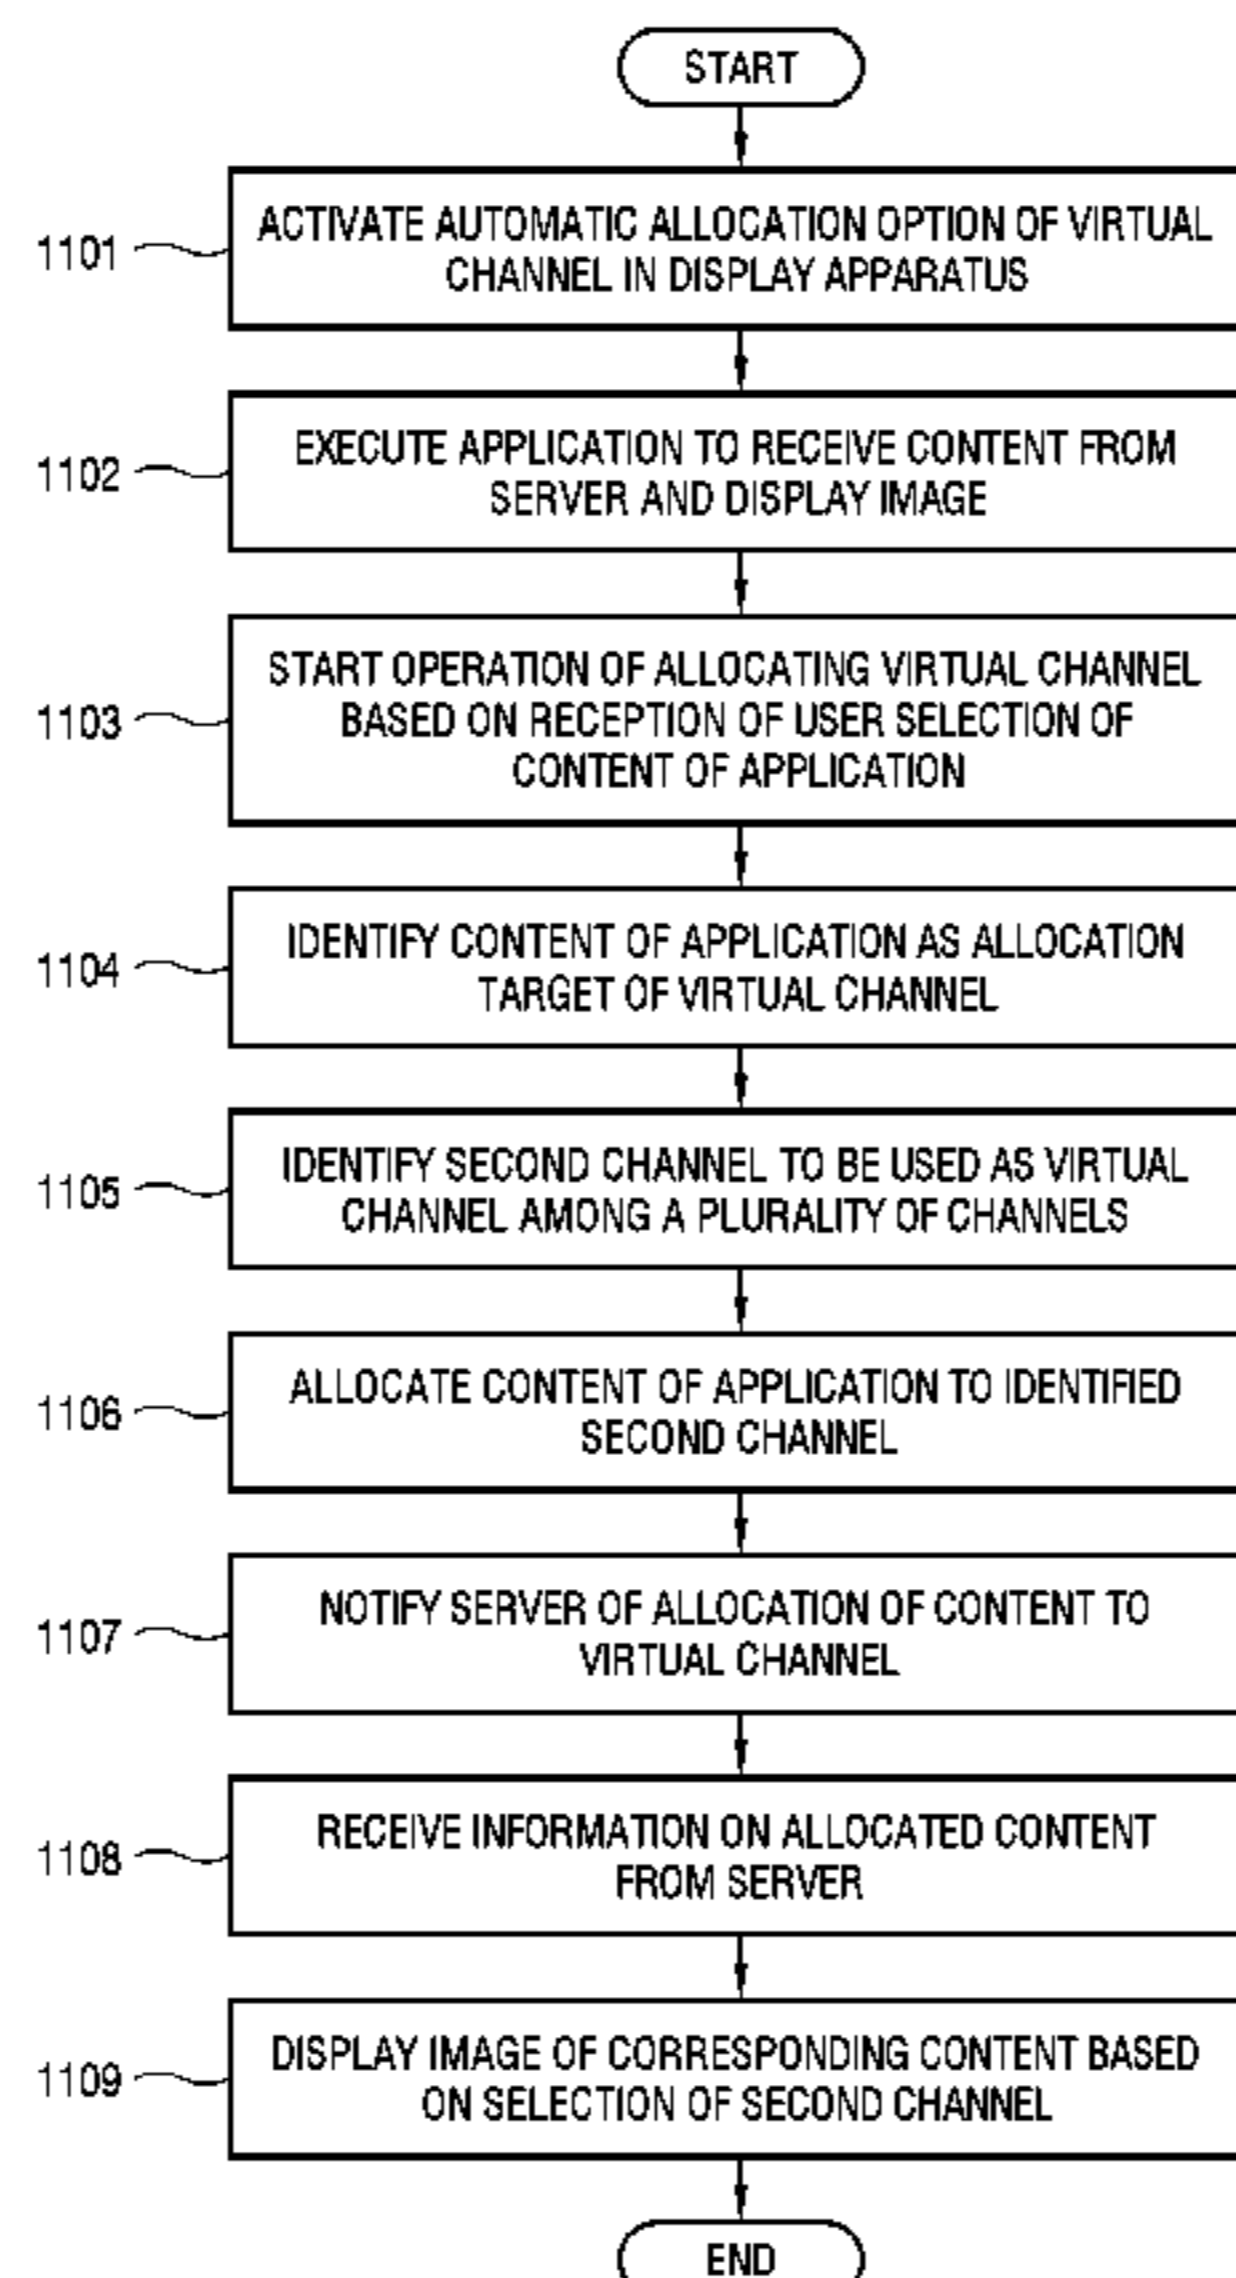 START
1101
ACTIVATE AUTOMATIC ALLOCATION OPTION OF VIRTUAL
CHANNEL IN DISPLAY APPARATUS
1102
EXECUTE APPLICATION TO RECEIVE CONTENT FROM
SERVER AND DISPLAY IMAGE
1103
START OPERATION OF ALLOCATING VIRTUAL CHANNEL
BASED ON RECEPTION OF USER SELECTION OF
CONTENT OF APPLICATION
1104
IDENTIFY CONTENT OF APPLICATION AS ALLOCATION
TARGET OF VIRTUAL CHANNEL
1105
IDENTIFY SECOND CHANNEL TO BE USED AS VIRTUAL
CHANNEL AMONG A PLURALITY OF CHANNELS
1106
ALLOCATE CONTENT OF APPLICATION TO IDENTIFIED
SECOND CHANNEL
1107
NOTIFY SERVER OF ALLOCATION OF CONTENT TO
VIRTUAL CHANNEL
1108
RECEIVE INFORMATION ON ALLOCATED CONTENT
FROM SERVER
1109
DISPLAY IMAGE OF CORRESPONDING CONTENT BASED
ON SELECTION OF SECOND CHANNEL
END